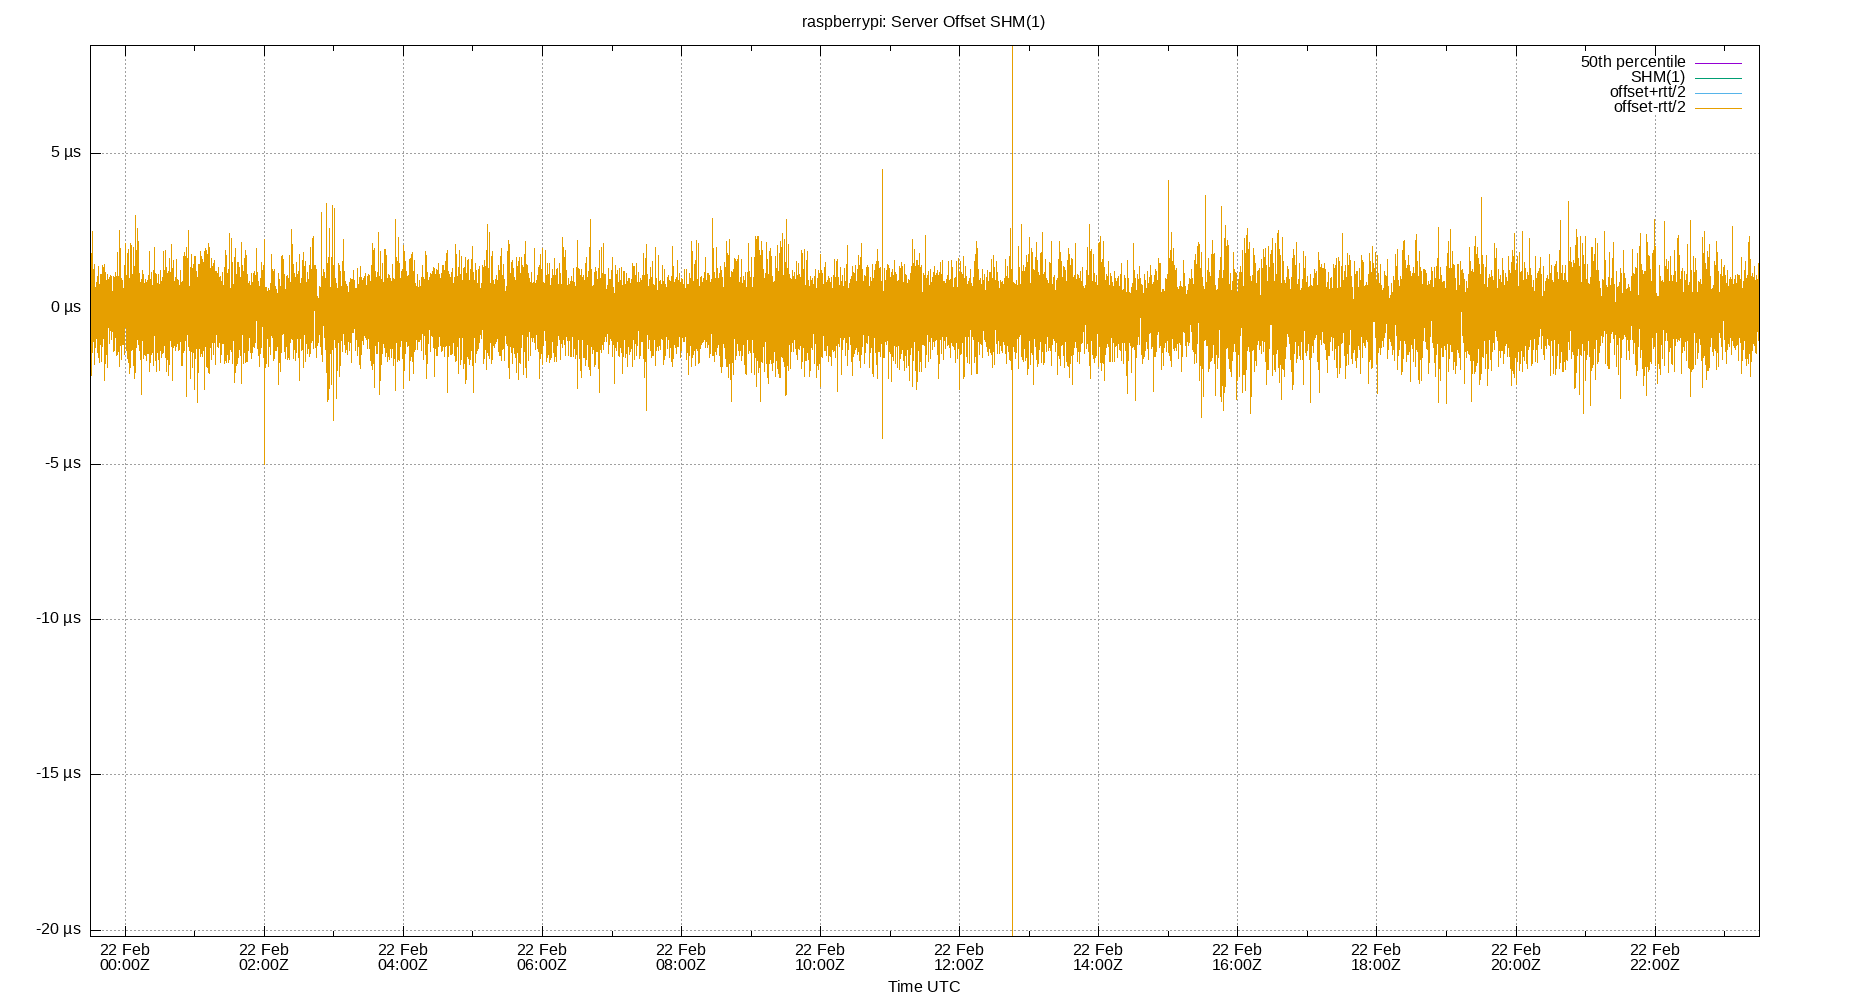 raspberrypi: Server Offset SHM(1)
50th percentile
SHM(1)
offset+rtt/2
offset-rtt/2
5 µs
0 µs
-5 µs
-10 µs
-15 µs
-20 µs
22 Feb 22 Feb 22 Feb 22 Feb 22 Feb 22 Feb 22 Feb 22 Feb 22 Feb 22 Feb 22 Feb 22 Feb
00:00Z 02:00Z 04:00Z 06:00Z 08:00Z 10:00Z 12:00Z 14:00Z 16:00Z 18:00Z 20:00Z 22:00Z
Time UTC